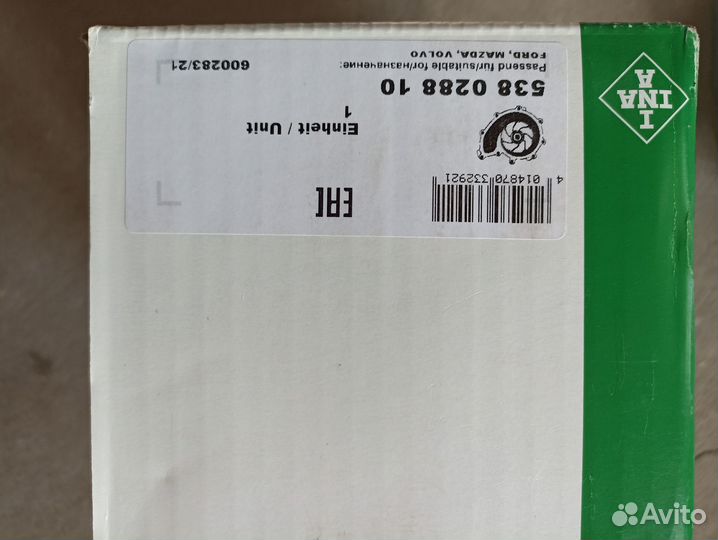 INA
INA
538 0288 10
Passend für/suitable for/назначение:
FORD, MAZDA, VOLVO
600283/21
Einheit / Unit
1
4 014870 332921
EAC
Avito